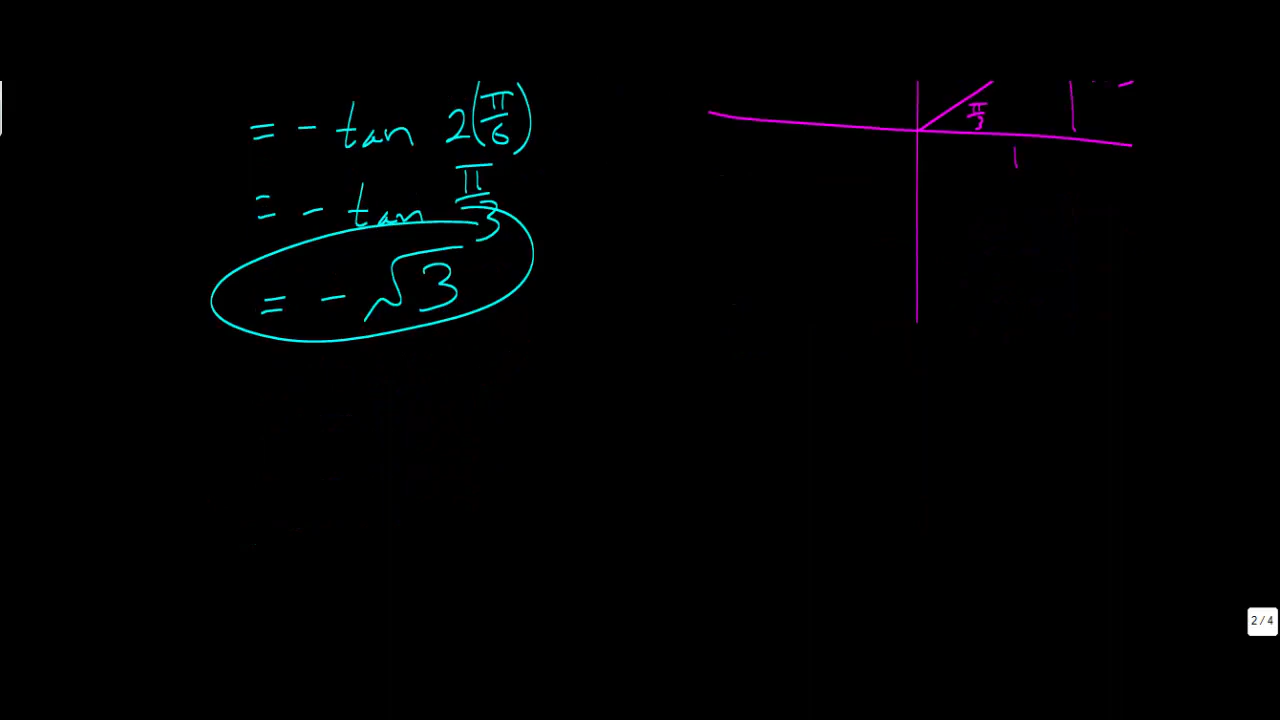 = - tan 2(π/6)
= - tan π/3
= - √3
π/3
1
2 / 4